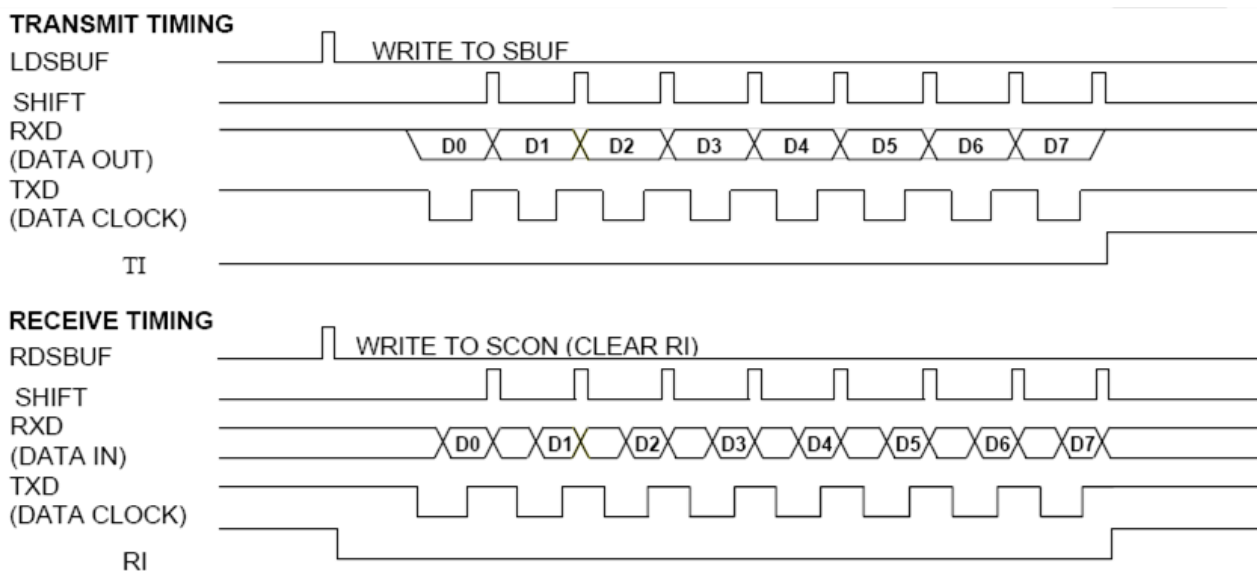 TRANSMIT TIMING
LDSBUF
WRITE TO SBUF
SHIFT
RXD
(DATA OUT)
D0 D1 D2 D3 D4 D5 D6 D7
TXD
(DATA CLOCK)
TI
RECEIVE TIMING
RDSBUF
WRITE TO SCON (CLEAR RI)
SHIFT
RXD
(DATA IN)
D0 D1 D2 D3 D4 D5 D6 D7
TXD
(DATA CLOCK)
RI